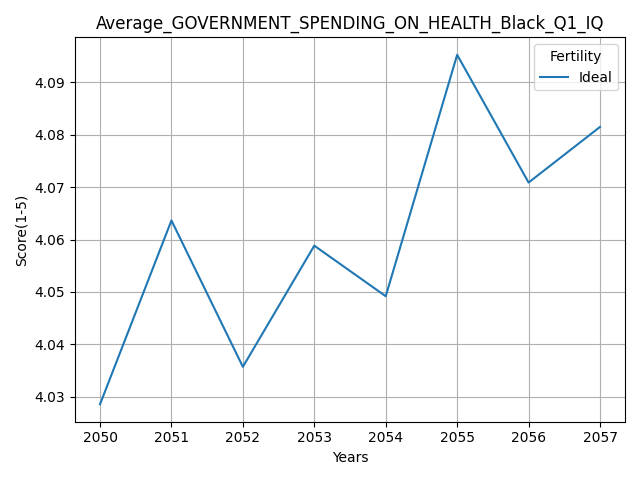 Average_GOVERNMENT_SPENDING_ON_HEALTH_Black_Q1_IQ
Fertility
Ideal
4.09
4.08
4.07
4.06
4.05
4.04
4.03
Score(1-5)
2050 2051 2052 2053 2054 2055 2056 2057
Years